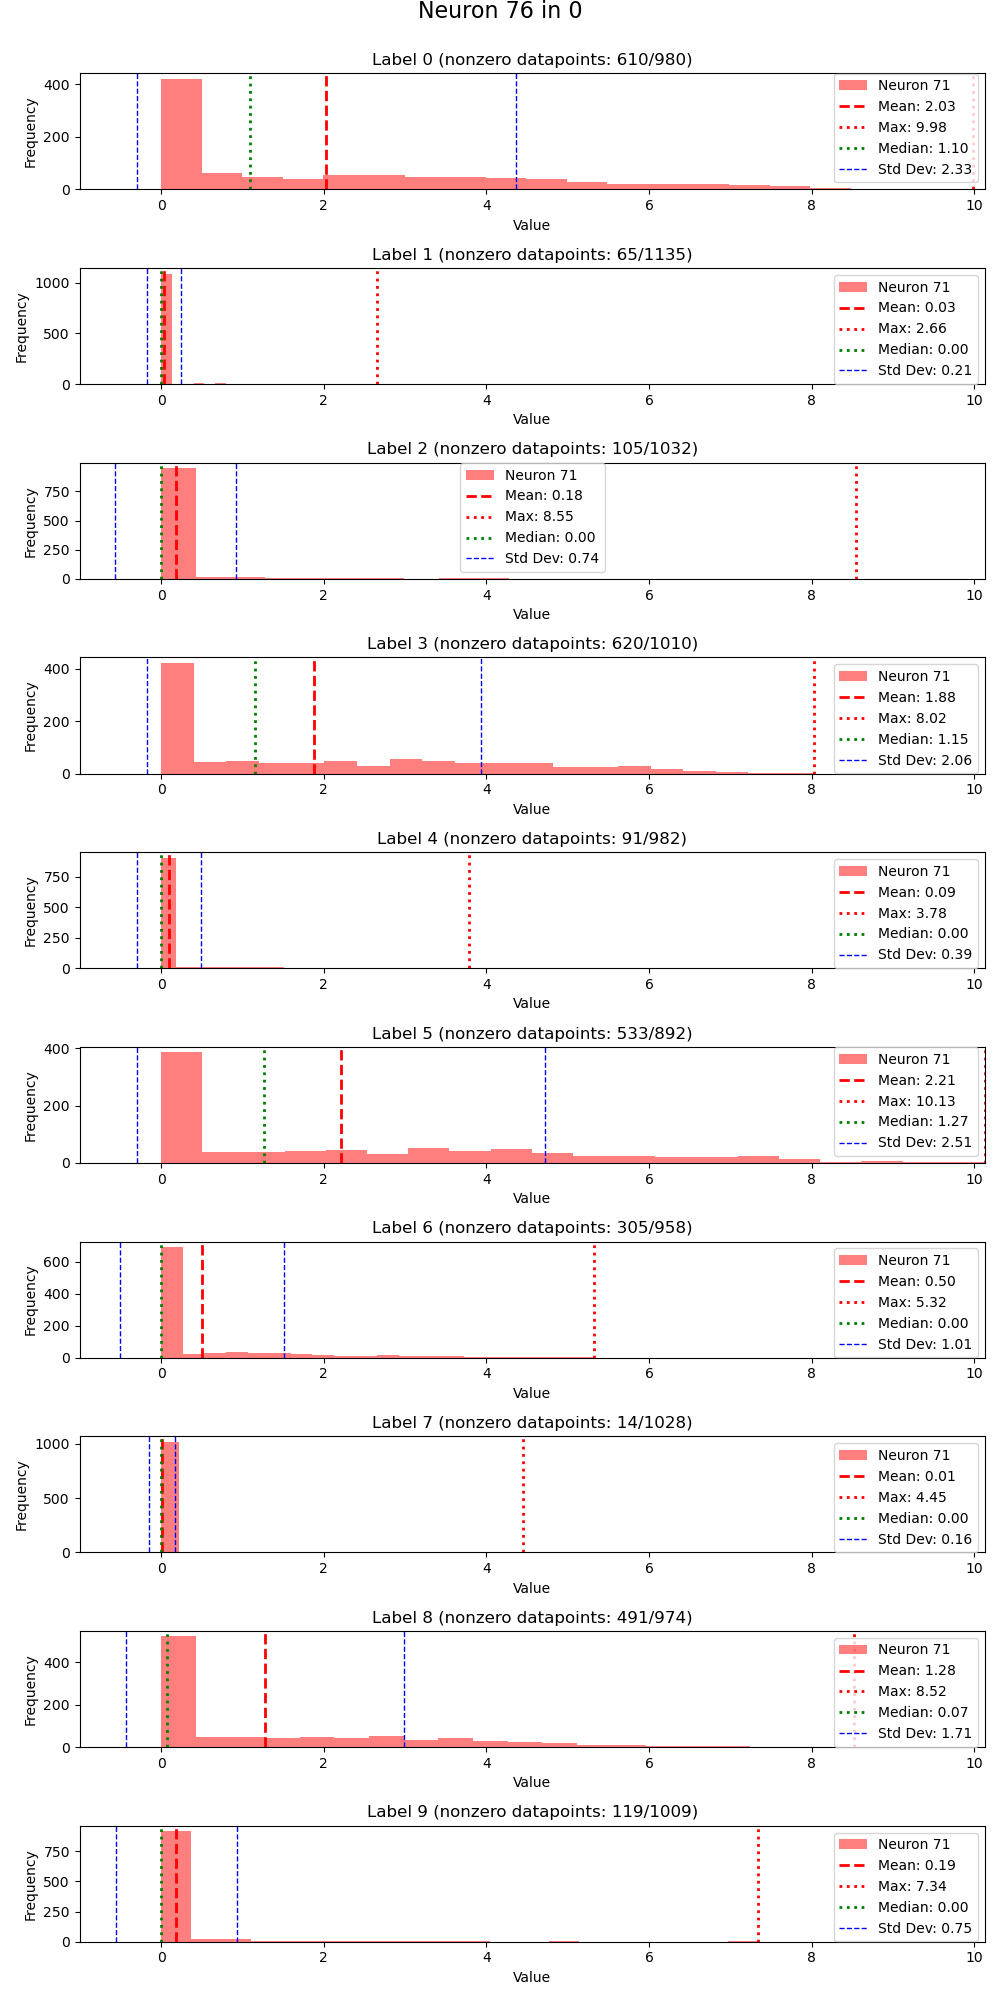 Neuron 76 in 0
Label 0 (nonzero datapoints: 610/980)
Frequency
400
200
0
Neuron 71
Mean: 2.03
Max: 9.98
Median: 1.10
Std Dev: 2.33
0 2 4 6 8 10
Value
Label 1 (nonzero datapoints: 65/1135)
Frequency
1000
500
0
Neuron 71
Mean: 0.03
Max: 2.66
Median: 0.00
Std Dev: 0.21
0 2 4 6 8 10
Value
Label 2 (nonzero datapoints: 105/1032)
Frequency
750
500
250
0
Neuron 71
Mean: 0.18
Max: 8.55
Median: 0.00
Std Dev: 0.74
0 2 4 6 8 10
Value
Label 3 (nonzero datapoints: 620/1010)
Frequency
400
200
0
Neuron 71
Mean: 1.88
Max: 8.02
Median: 1.15
Std Dev: 2.06
0 2 4 6 8 10
Value
Label 4 (nonzero datapoints: 91/982)
Frequency
750
500
250
0
Neuron 71
Mean: 0.09
Max: 3.78
Median: 0.00
Std Dev: 0.39
0 2 4 6 8 10
Value
Label 5 (nonzero datapoints: 533/892)
Frequency
400
200
0
Neuron 71
Mean: 2.21
Max: 10.13
Median: 1.27
Std Dev: 2.51
0 2 4 6 8 10
Value
Label 6 (nonzero datapoints: 305/958)
Frequency
600
400
200
0
Neuron 71
Mean: 0.50
Max: 5.32
Median: 0.00
Std Dev: 1.01
0 2 4 6 8 10
Value
Label 7 (nonzero datapoints: 14/1028)
Frequency
1000
500
0
Neuron 71
Mean: 0.01
Max: 4.45
Median: 0.00
Std Dev: 0.16
0 2 4 6 8 10
Value
Label 8 (nonzero datapoints: 491/974)
Frequency
400
200
0
Neuron 71
Mean: 1.28
Max: 8.52
Median: 0.07
Std Dev: 1.71
0 2 4 6 8 10
Value
Label 9 (nonzero datapoints: 119/1009)
Frequency
750
500
250
0
Neuron 71
Mean: 0.19
Max: 7.34
Median: 0.00
Std Dev: 0.75
0 2 4 6 8 10
Value